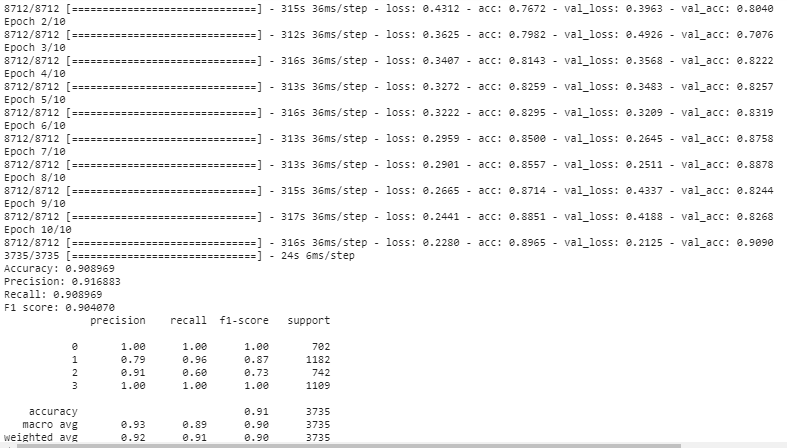 8712/8712 [==============================] - 315s 36ms/step - loss: 0.4312 - acc: 0.7672 - val_loss: 0.3963 - val_acc: 0.8040
Epoch 2/10
8712/8712 [==============================] - 312s 36ms/step - loss: 0.3625 - acc: 0.7982 - val_loss: 0.4926 - val_acc: 0.7076
Epoch 3/10
8712/8712 [==============================] - 316s 36ms/step - loss: 0.3407 - acc: 0.8143 - val_loss: 0.3568 - val_acc: 0.8222
Epoch 4/10
8712/8712 [==============================] - 313s 36ms/step - loss: 0.3272 - acc: 0.8259 - val_loss: 0.3483 - val_acc: 0.8257
Epoch 5/10
8712/8712 [==============================] - 316s 36ms/step - loss: 0.3222 - acc: 0.8295 - val_loss: 0.3209 - val_acc: 0.8319
Epoch 6/10
8712/8712 [==============================] - 313s 36ms/step - loss: 0.2959 - acc: 0.8500 - val_loss: 0.2645 - val_acc: 0.8758
Epoch 7/10
8712/8712 [==============================] - 313s 36ms/step - loss: 0.2901 - acc: 0.8557 - val_loss: 0.2511 - val_acc: 0.8878
Epoch 8/10
8712/8712 [==============================] - 315s 36ms/step - loss: 0.2665 - acc: 0.8714 - val_loss: 0.4337 - val_acc: 0.8244
Epoch 9/10
8712/8712 [==============================] - 317s 36ms/step - loss: 0.2441 - acc: 0.8851 - val_loss: 0.4188 - val_acc: 0.8268
Epoch 10/10
8712/8712 [==============================] - 316s 36ms/step - loss: 0.2280 - acc: 0.8965 - val_loss: 0.2125 - val_acc: 0.9090
3735/3735 [==============================] - 24s 6ms/step
Accuracy: 0.908969
Precision: 0.916883
Recall: 0.908969
F1 score: 0.904070
precision recall f1-score support
0 1.00 1.00 1.00 702
1 0.79 0.96 0.87 1182
2 0.91 0.60 0.73 742
3 1.00 1.00 1.00 1109
accuracy 0.91 3735
macro avg 0.93 0.89 0.90 3735
weighted avg 0.92 0.91 0.90 3735